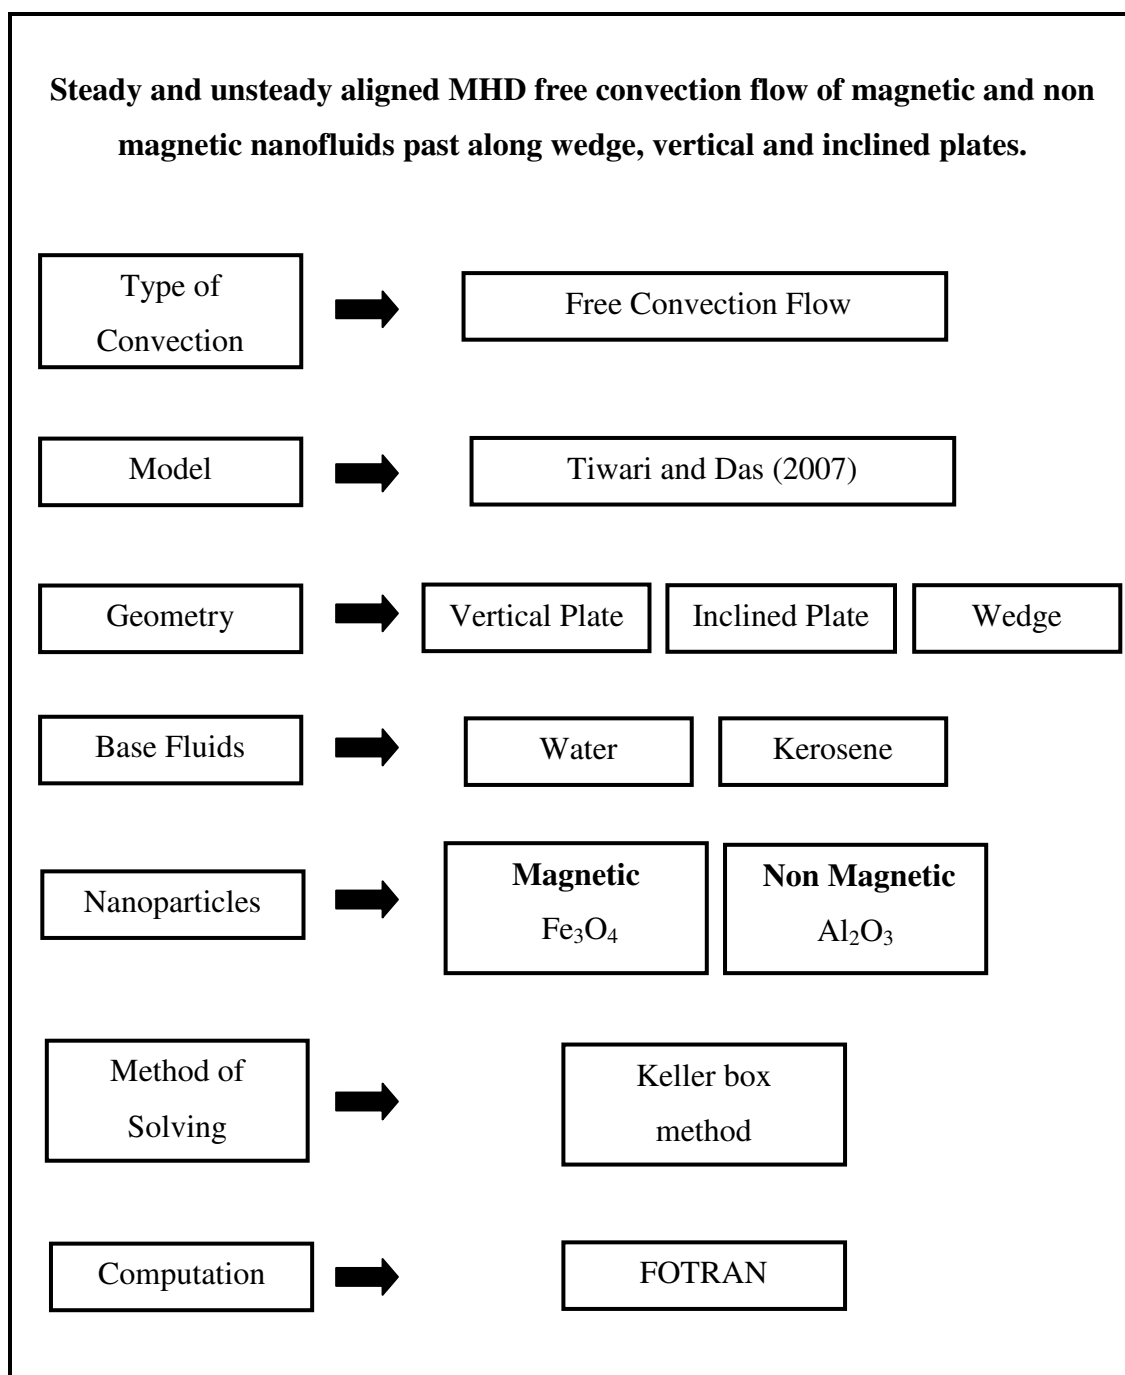 Steady and unsteady aligned MHD free convection flow of magnetic and non
magnetic nanofluids past along wedge, vertical and inclined plates.
Type of
Convection
Free Convection Flow
Model
Tiwari and Das (2007)
Geometry
Vertical Plate
Inclined Plate
Wedge
Base Fluids
Water
Kerosene
Nanoparticles
Magnetic
Fe₃O₄
Non Magnetic
Al₂O₃
Method of
Solving
Keller box
method
Computation
FOTRAN